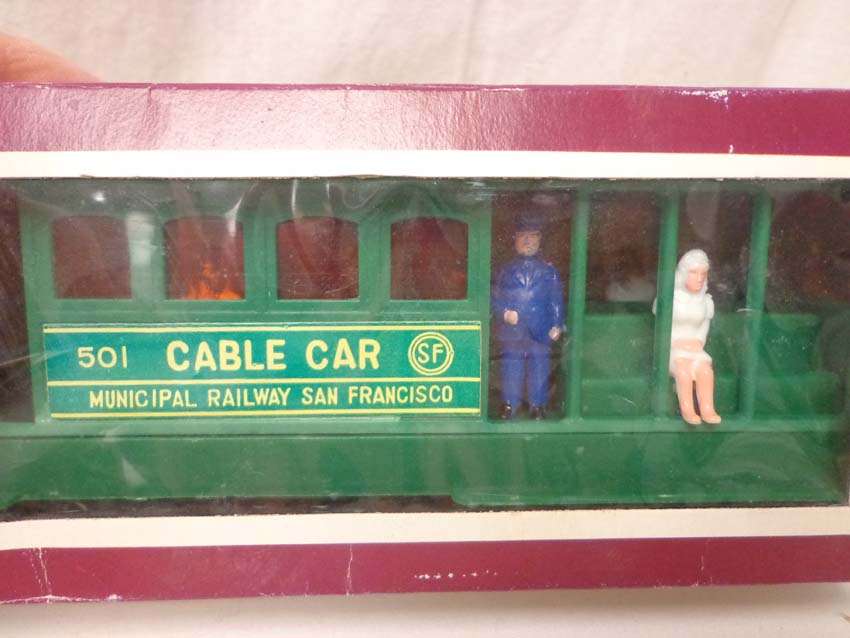 501 CABLE CAR SF
MUNICIPAL RAILWAY SAN FRANCISCO